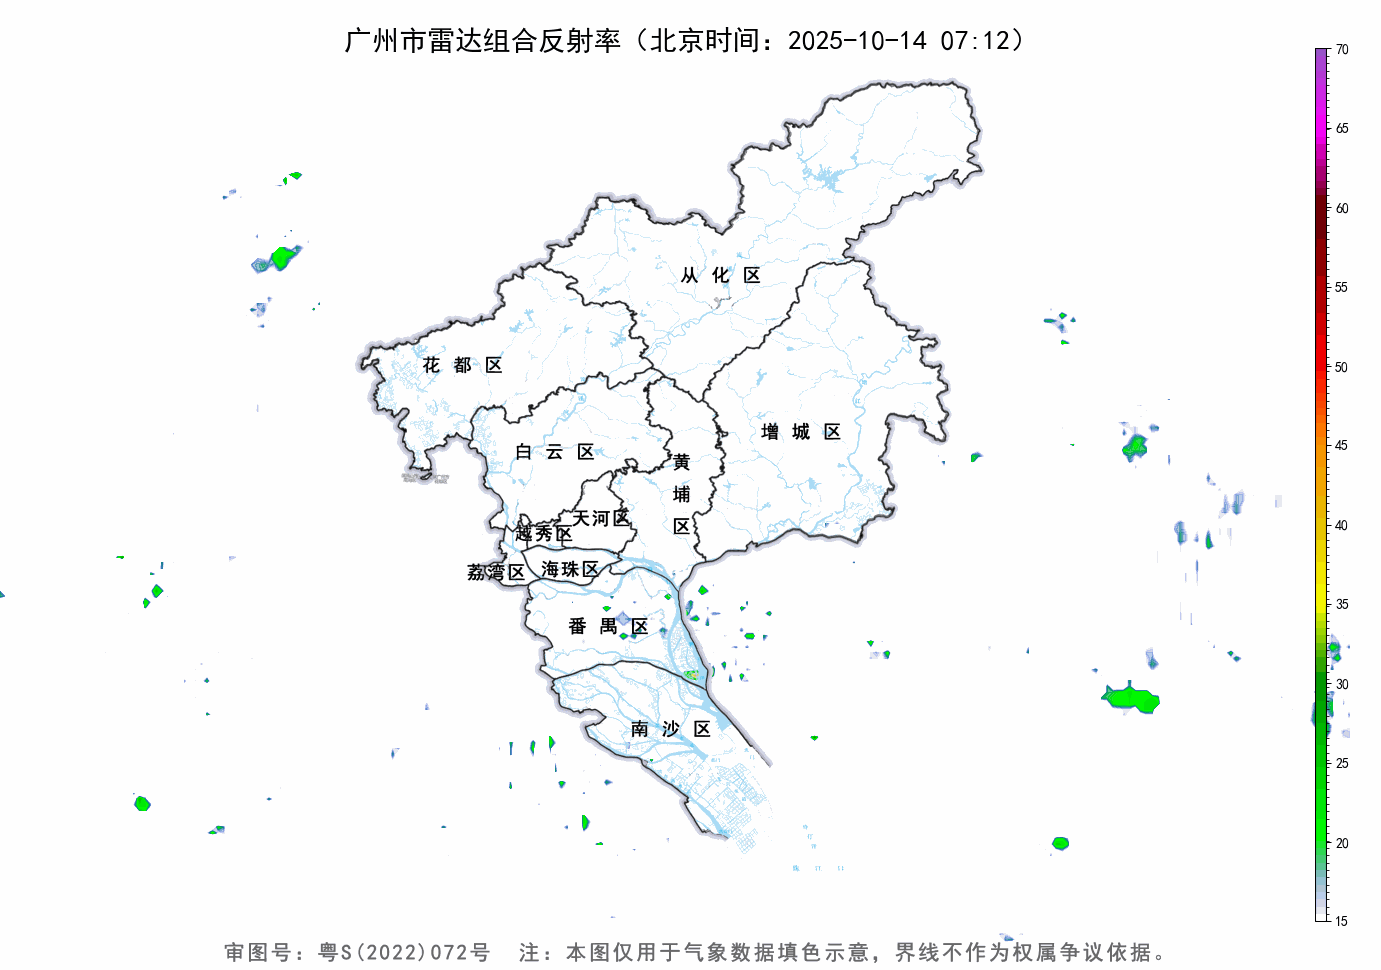 广州市雷达组合反射率（北京时间：2025-10-14 07:12）
70
65
60
55
50
45
40
35
30
25
20
15
从化区
花都区
增城区
白云区
黄埔区
天河区
越秀区
荔湾区
海珠区
番禺区
南沙区
审图号：粤S(2022)072号 注：本图仅用于气象数据填色示意，界线不作为权属争议依据。